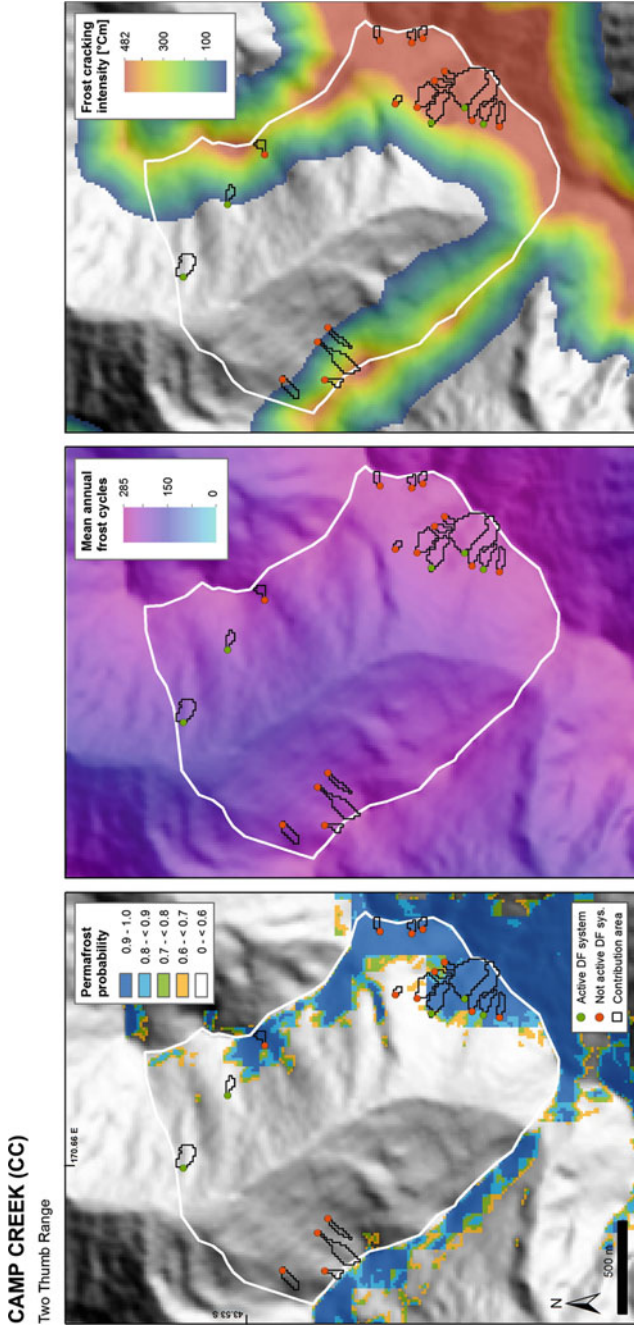 CAMP CREEK (CC)
Two Thumb Range
170.66 E
43.53 S
Permafrost
probability
0.9 - 1.0
0.8 - < 0.9
0.7 - < 0.8
0.6 - < 0.7
0 - < 0.6
Active DF system
Not active DF sys.
Contribution area
N
500 m
Mean annual
frost cycles
285
150
0
Frost cracking
intensity [°Cm]
482
300
100